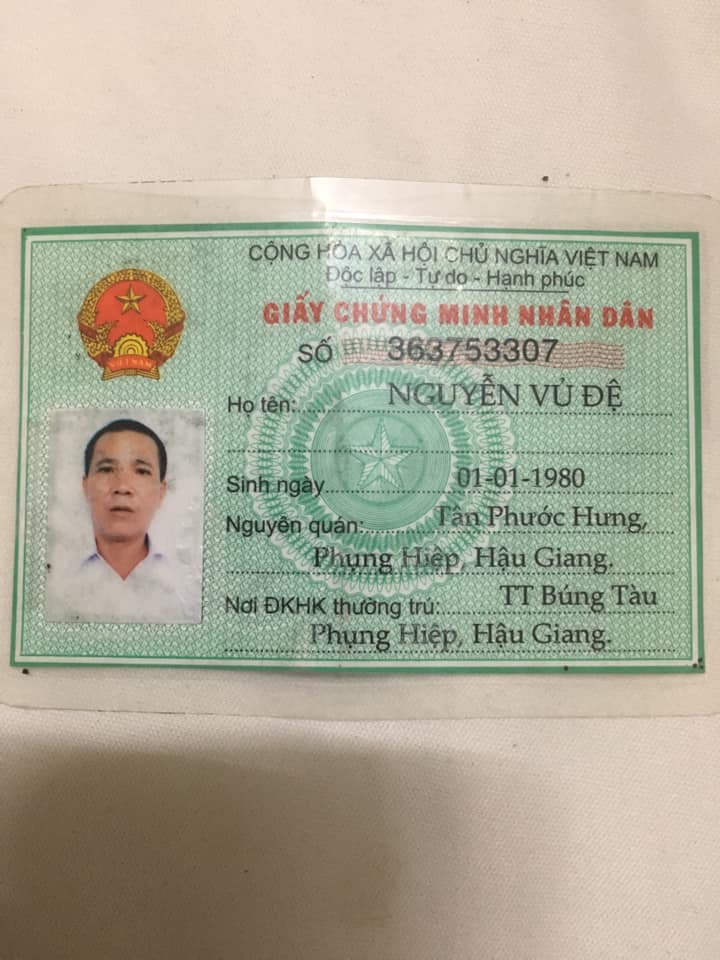 CỘNG HÒA XÃ HỘI CHỦ NGHĨA VIỆT NAM
Độc lập - Tự do - Hạnh phúc
GIẤY CHỨNG MINH NHÂN DÂN
SỐ 363753307
Họ tên: NGUYỄN VỦ ĐỆ
Sinh ngày 01-01-1980
Nguyên quán: Tân Phước Hưng,
Phụng Hiệp, Hậu Giang.
Nơi ĐKHK thường trú: TT Búng Tàu
Phụng Hiệp, Hậu Giang.
VIỆT NAM